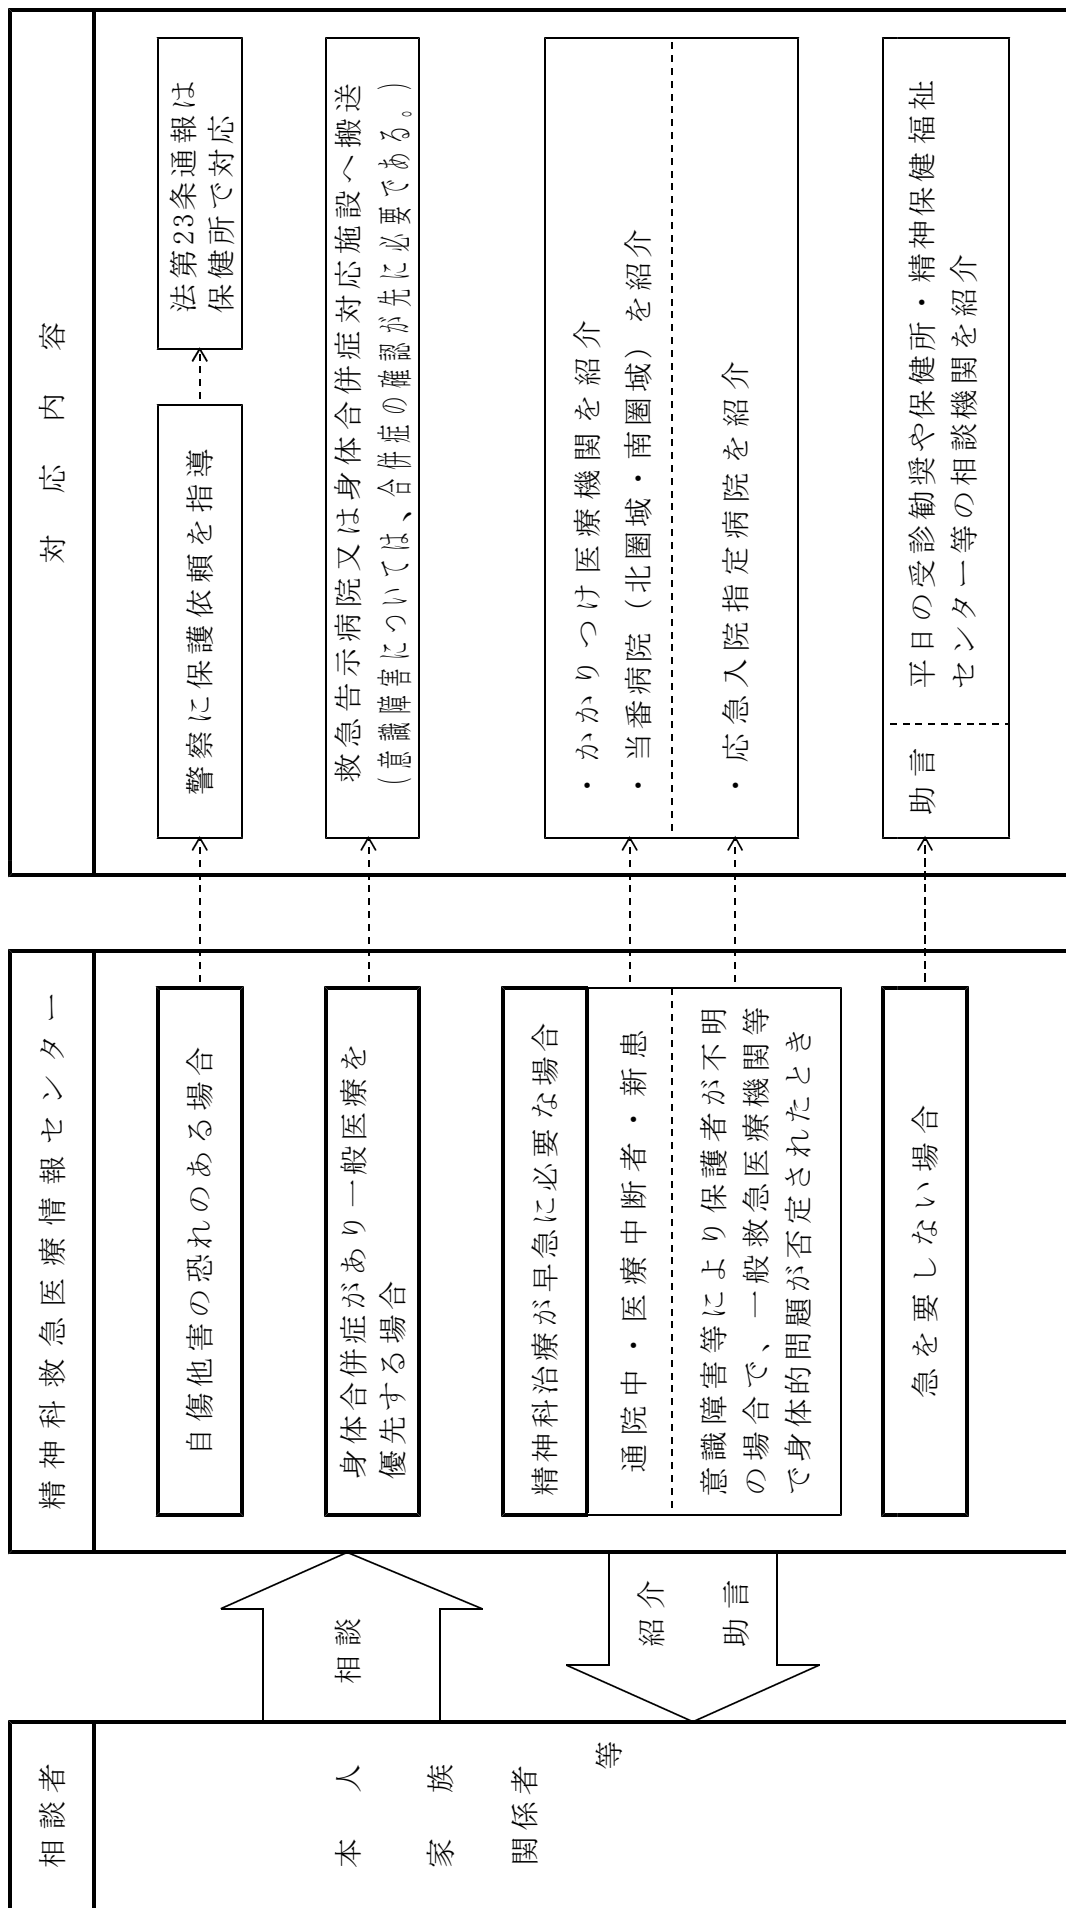 相談者
本人
家族
関係者
等
相談
紹介
助言
精神科救急医療情報センター
自傷他害の恐れのある場合
身体合併症があり一般医療を
優先する場合
精神科治療が早急に必要な場合
通院中・医療中断者・新患
意識障害等により保護者が不明
の場合で、一般救急医療機関等
で身体的問題が否定されたとき
急を要しない場合
対応内容
警察に保護依頼を指導
法第23条通報は
保健所で対応
救急告示病院又は身体合併症対応施設へ搬送
(意識障害については、合併症の確認が先に必要である。)
・かかりつけ医療機関を紹介
・当番病院（北圏域・南圏域）を紹介
・応急入院指定病院を紹介
助言
平日の受診勧奨や保健所・精神保健福祉
センター等の相談機関を紹介